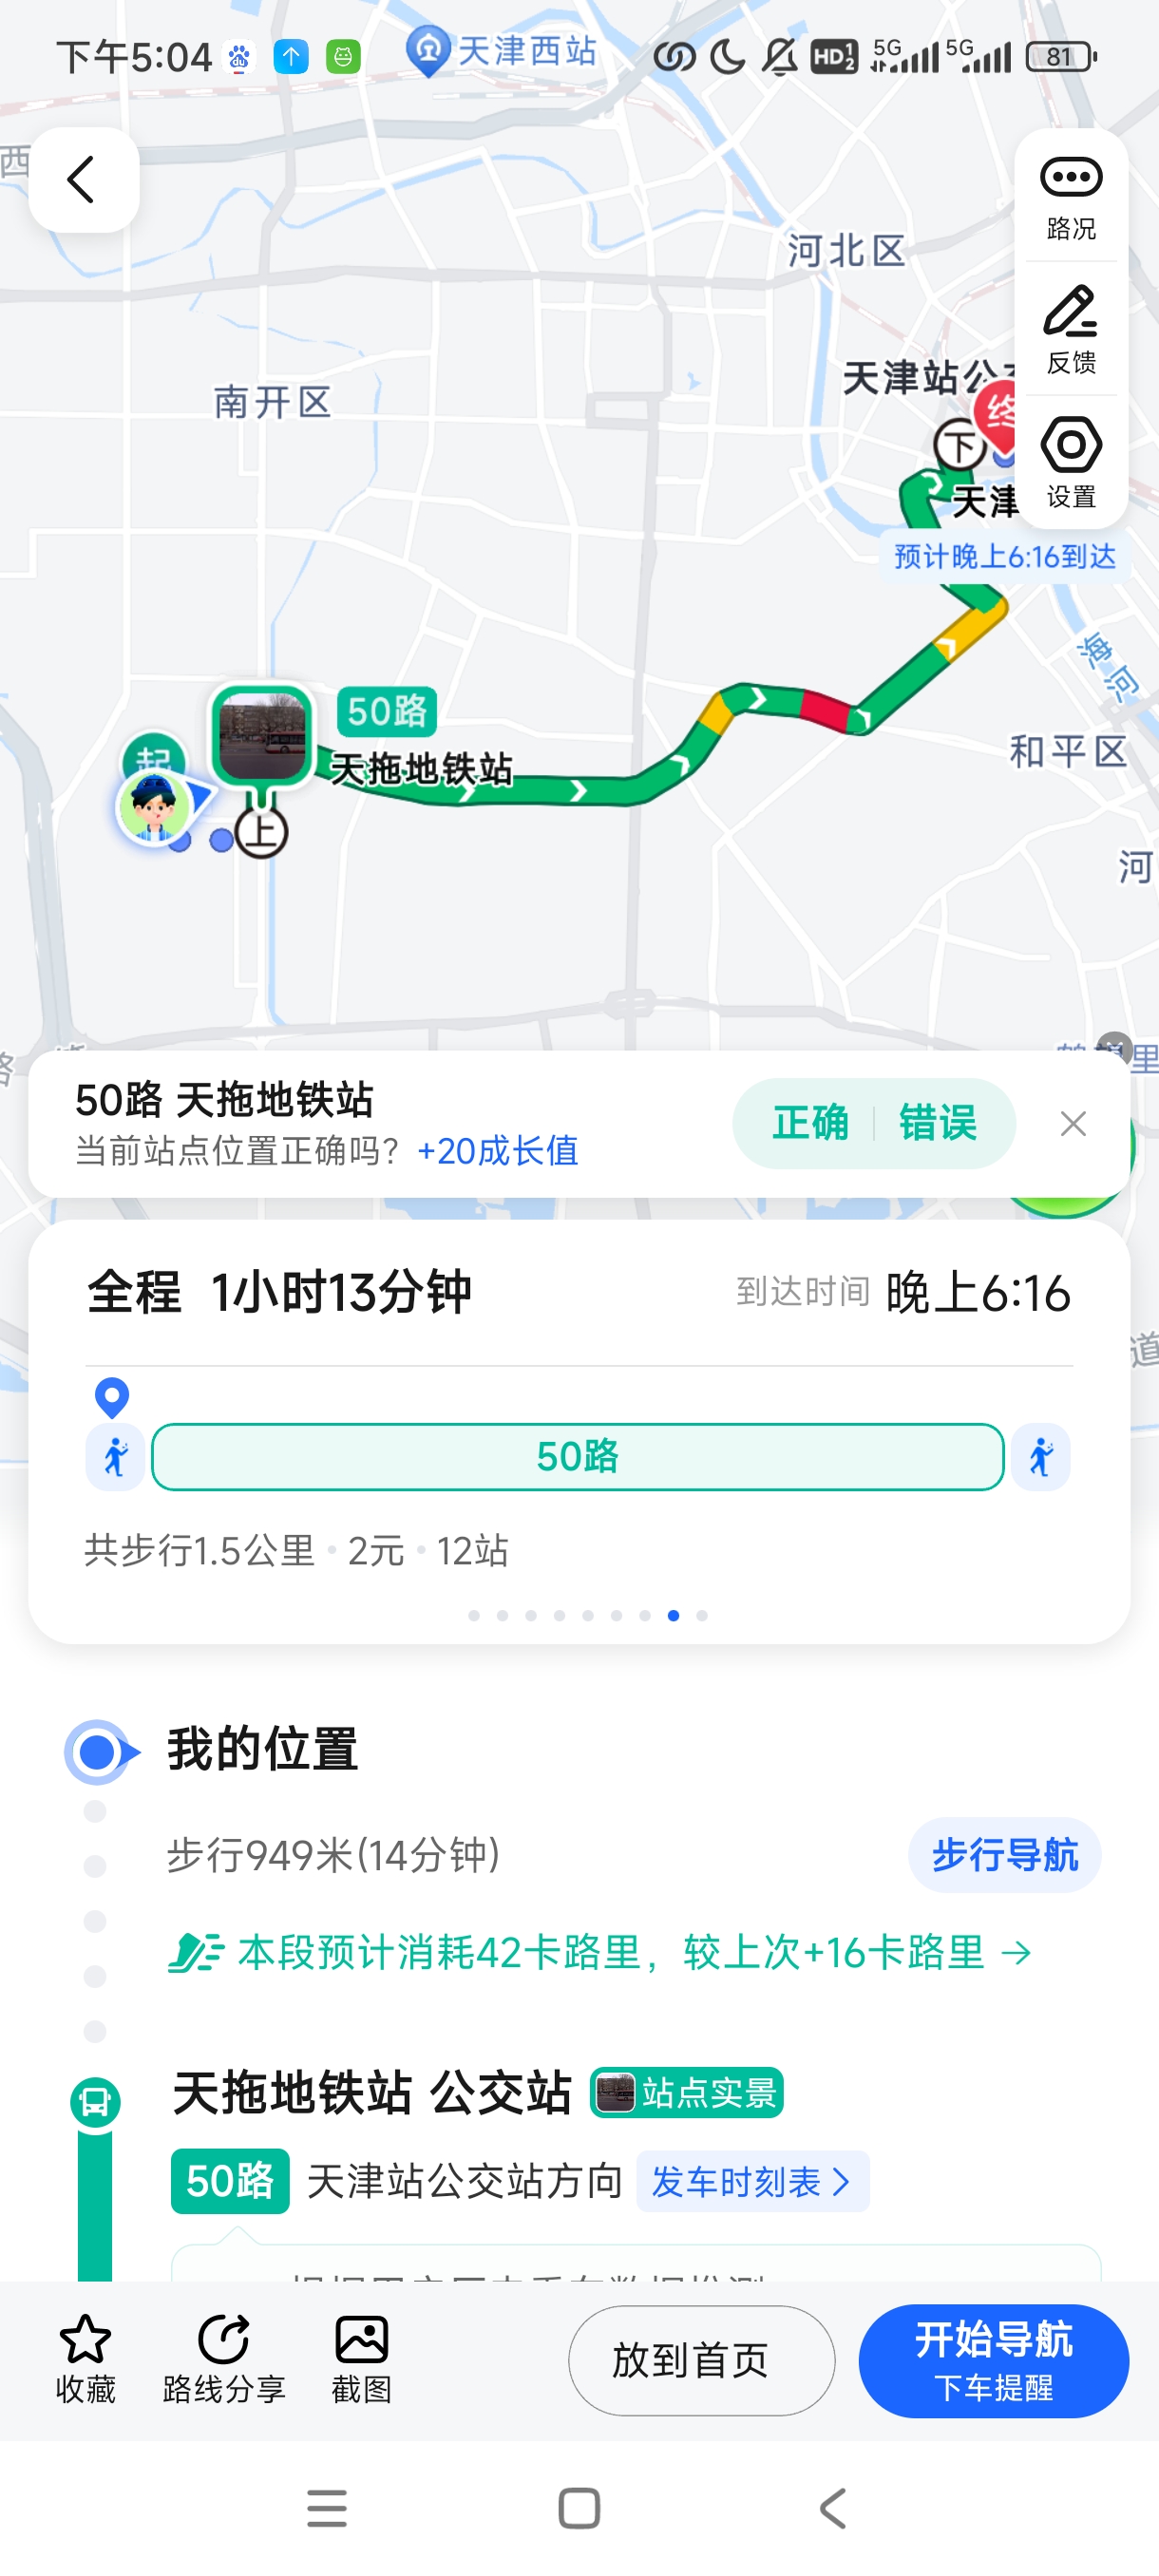 下午5:04
天津西站
HD 1 2
5G
5G
81
西
路况
河北区
反馈
南开区
天津站公
终
下
设置
天津
预计晚上6:16到达
海河
50路
天拖地铁站
起
和平区
上
河
路
里
50路 天拖地铁站
正确
错误
当前站点位置正确吗？ +20成长值
全程 1小时13分钟
到达时间 晚上6:16
道
50路
共步行1.5公里 · 2元 · 12站
我的位置
步行949米(14分钟)
步行导航
本段预计消耗42卡路里，较上次+16卡路里 →
天拖地铁站 公交站
站点实景
50路
天津站公交站方向
发车时刻表 >
收藏
路线分享
截图
放到首页
开始导航
下车提醒